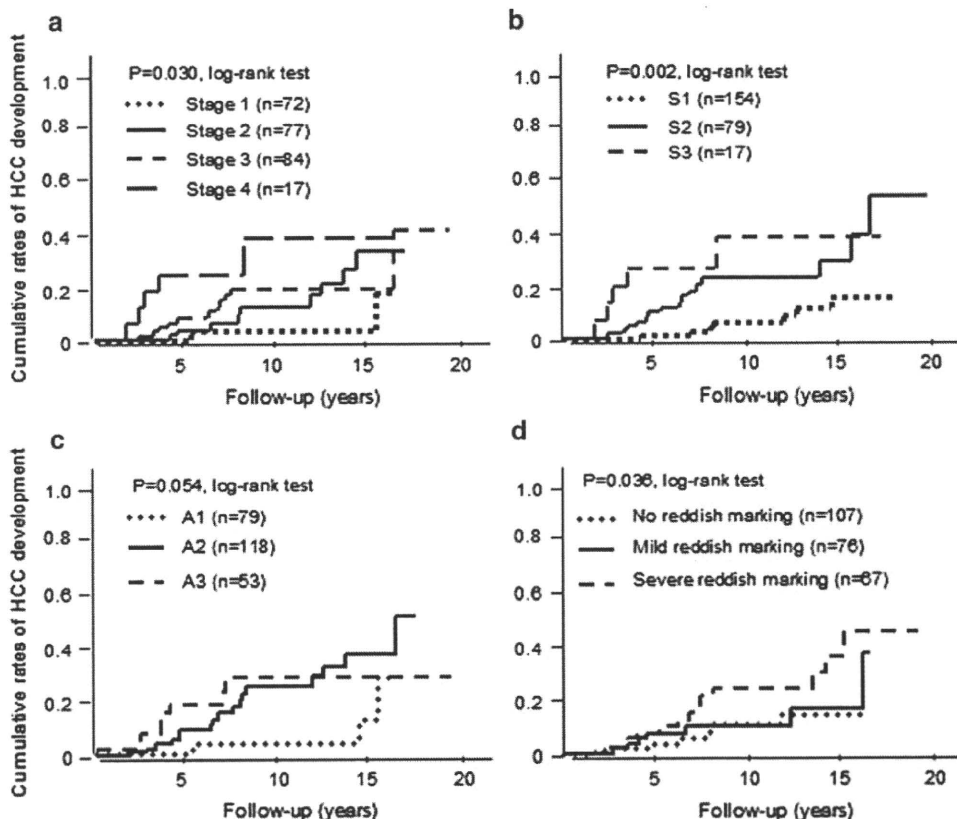 a
P=0.030, log-rank test
Stage 1 (n=72)
Stage 2 (n=77)
Stage 3 (n=84)
Stage 4 (n=17)
Cumulative rates of HCC development
1.0
0.8
0.6
0.4
0.2
0
5
10
15
20
Follow-up (years)
b
P=0.002, log-rank test
S1 (n=154)
S2 (n=79)
S3 (n=17)
1.0
0.8
0.6
0.4
0.2
0
5
10
15
20
Follow-up (years)
c
P=0.054, log-rank test
A1 (n=79)
A2 (n=118)
A3 (n=53)
Cumulative rates of HCC development
1.0
0.8
0.6
0.4
0.2
0
5
10
15
20
Follow-up (years)
d
P=0.036, log-rank test
No reddish marking (n=107)
Mild reddish marking (n=76)
Severe reddish marking (n=67)
1.0
0.8
0.6
0.4
0.2
0
5
10
15
20
Follow-up (years)